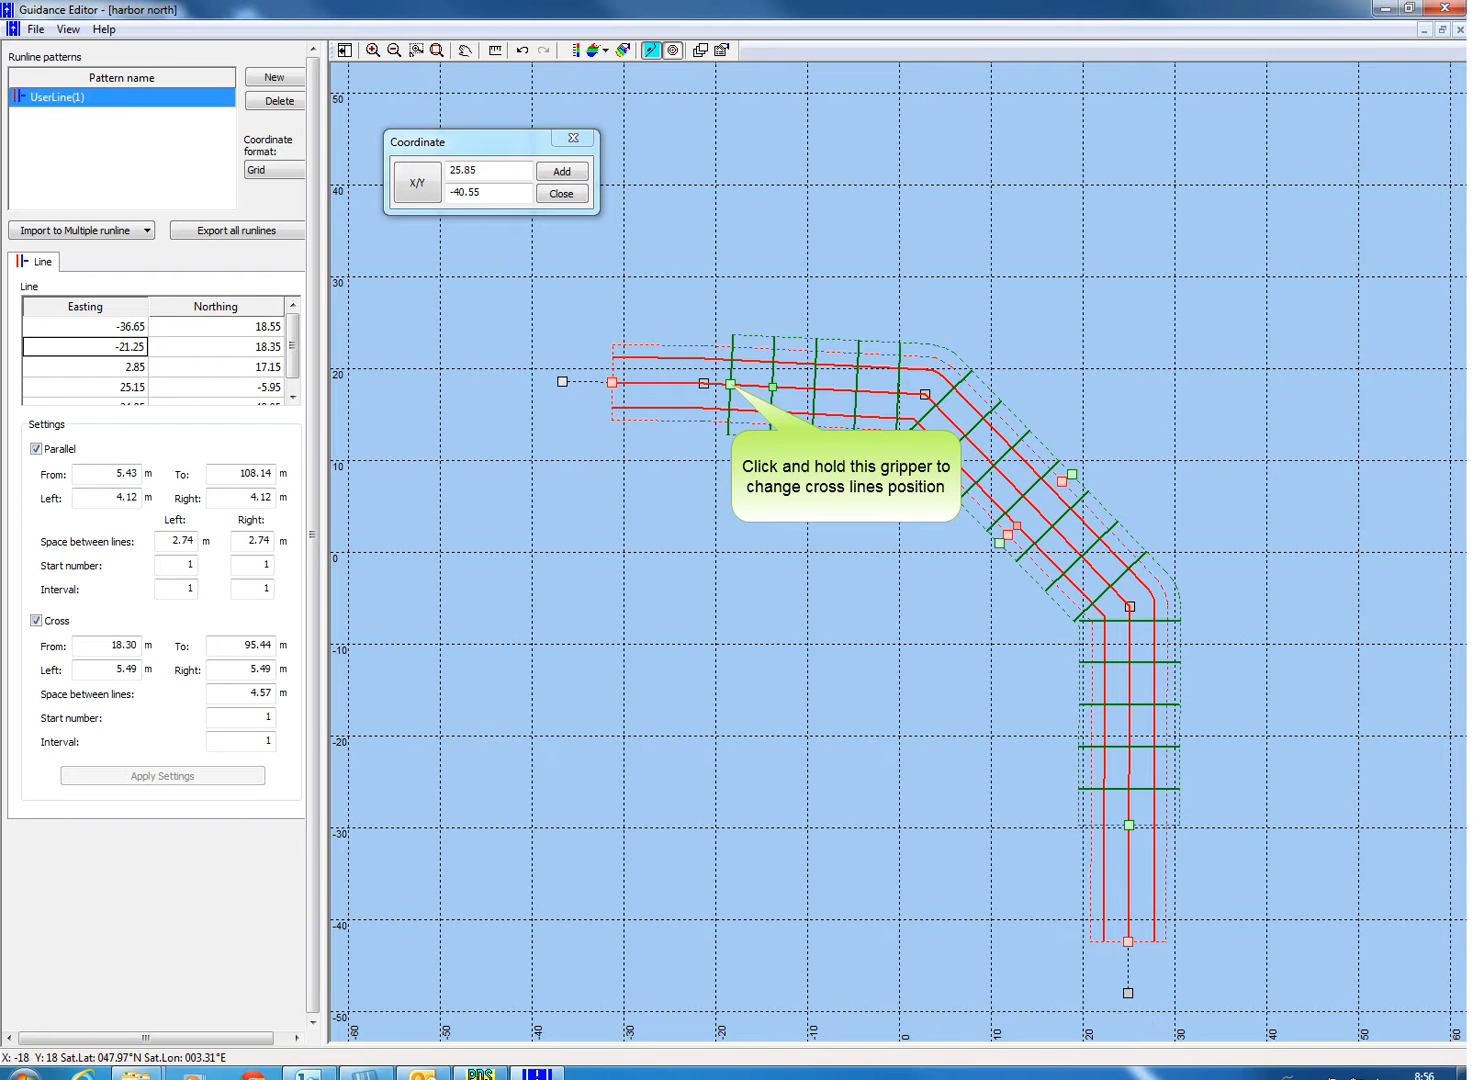 Guidance Editor - [harbor north]
File View Help
Runline patterns
Pattern name
New
UserLine(1)
Delete
Coordinate
format:
Grid
Import to Multiple runline
Export all runlines
Line
Line
Easting Northing
-36.65 18.55
-21.25 18.35
2.85 17.15
25.15 -5.95
Settings
Parallel
From: 5.43 m To: 108.14 m
Left: 4.12 m Right: 4.12 m
Left: Right:
Space between lines: 2.74 m 2.74 m
Start number: 1 1
Interval: 1 1
Cross
From: 18.30 m To: 95.44 m
Left: 5.49 m Right: 5.49 m
Space between lines: 4.57 m
Start number: 1
Interval: 1
Apply Settings
Coordinate
X/Y
25.85
Add
-40.55
Close
50
40
30
20
10
0
-10
-20
-30
-40
-50
-60 -50 -40 -30 -20 -10 0 10 20 30 40 50 60
Click and hold this gripper to
change cross lines position
X: -18 Y: 18 Sat.Lat: 047.97°N Sat.Lon: 003.31°E
PDS
8:56